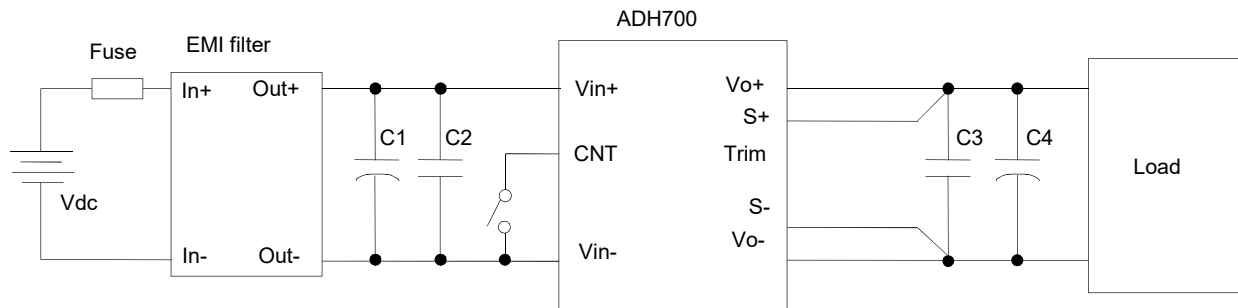 ADH700
Fuse
EMI filter
In+
Out+
Vin+
Vo+
S+
C1
C2
CNT
Trim
C3
C4
Load
Vdc
S-
In-
Out-
Vin-
Vo-